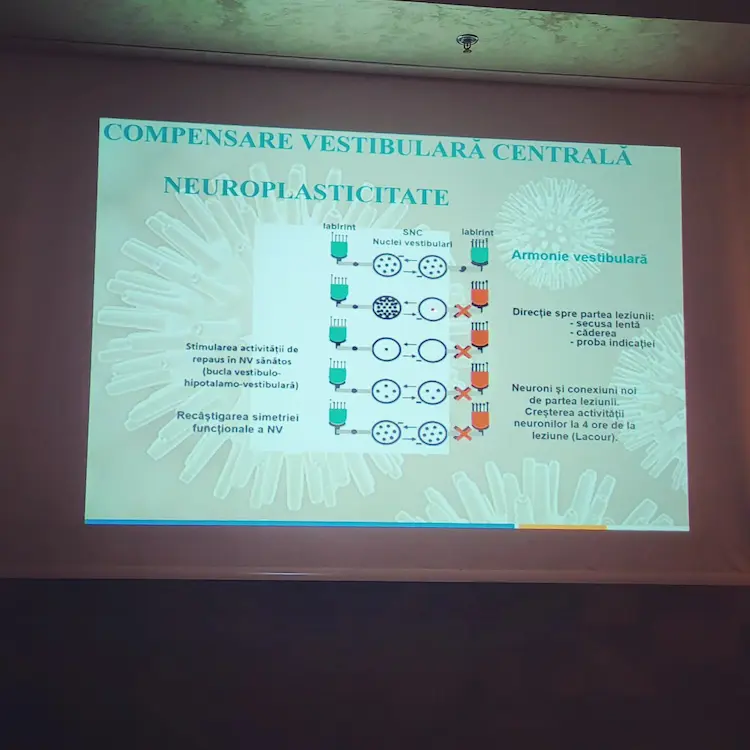 COMPENSARE VESTIBULARĂ CENTRALĂ
NEUROPLASTICITATE
labirint
SNC
Nuclei vestibulari
labirint
Armonie vestibulară
Direcție spre partea leziunii:
- secusa lentă
- căderea
- proba indicației
Stimularea activității de
repaus în NV sănătos
(bucla vestibulo-
hipotalamo-vestibulară)
Recâștigarea simetriei
funcționale a NV
Neuroni și conexiuni noi
de partea leziunii.
Creșterea activității
neuronilor la 4 ore de la
leziune (Lacour).